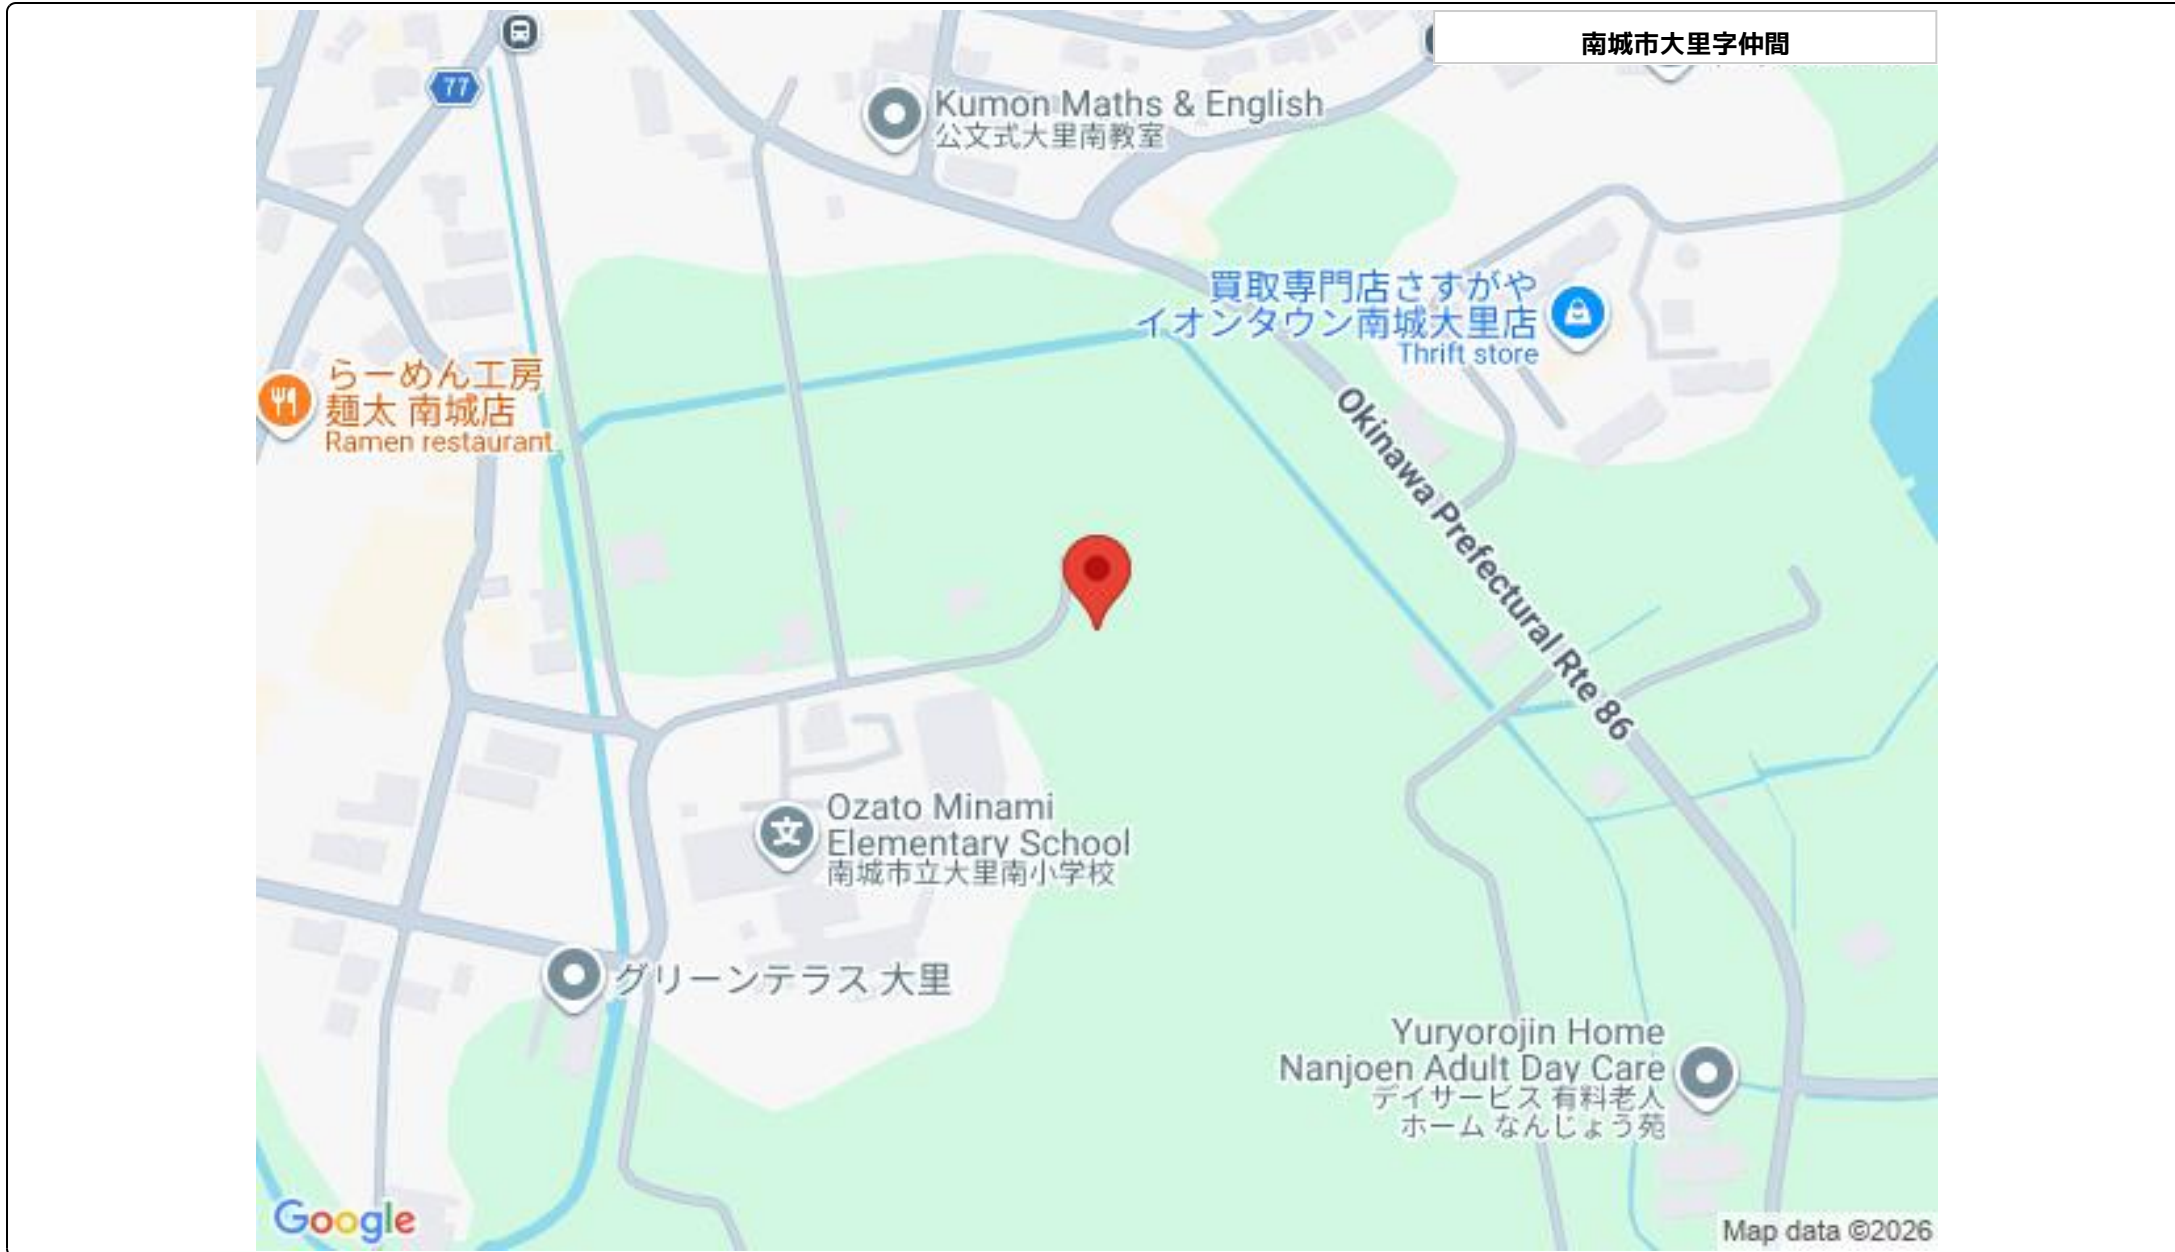 南城市大里字仲間
77
Kumon Maths & English
公文式大里南教室
買取専門店さすがや
イオンタウン南城大里店
Thrift store
らーめん工房
麺太 南城店
Ramen restaurant
Okinawa Prefectural Rte 86
文
Ozato Minami
Elementary School
南城市立大里南小学校
グリーンテラス 大里
Yuryorojin Home
Nanjoen Adult Day Care
デイサービス 有料老人
ホーム なんじょう苑
Google
Map data ©2026